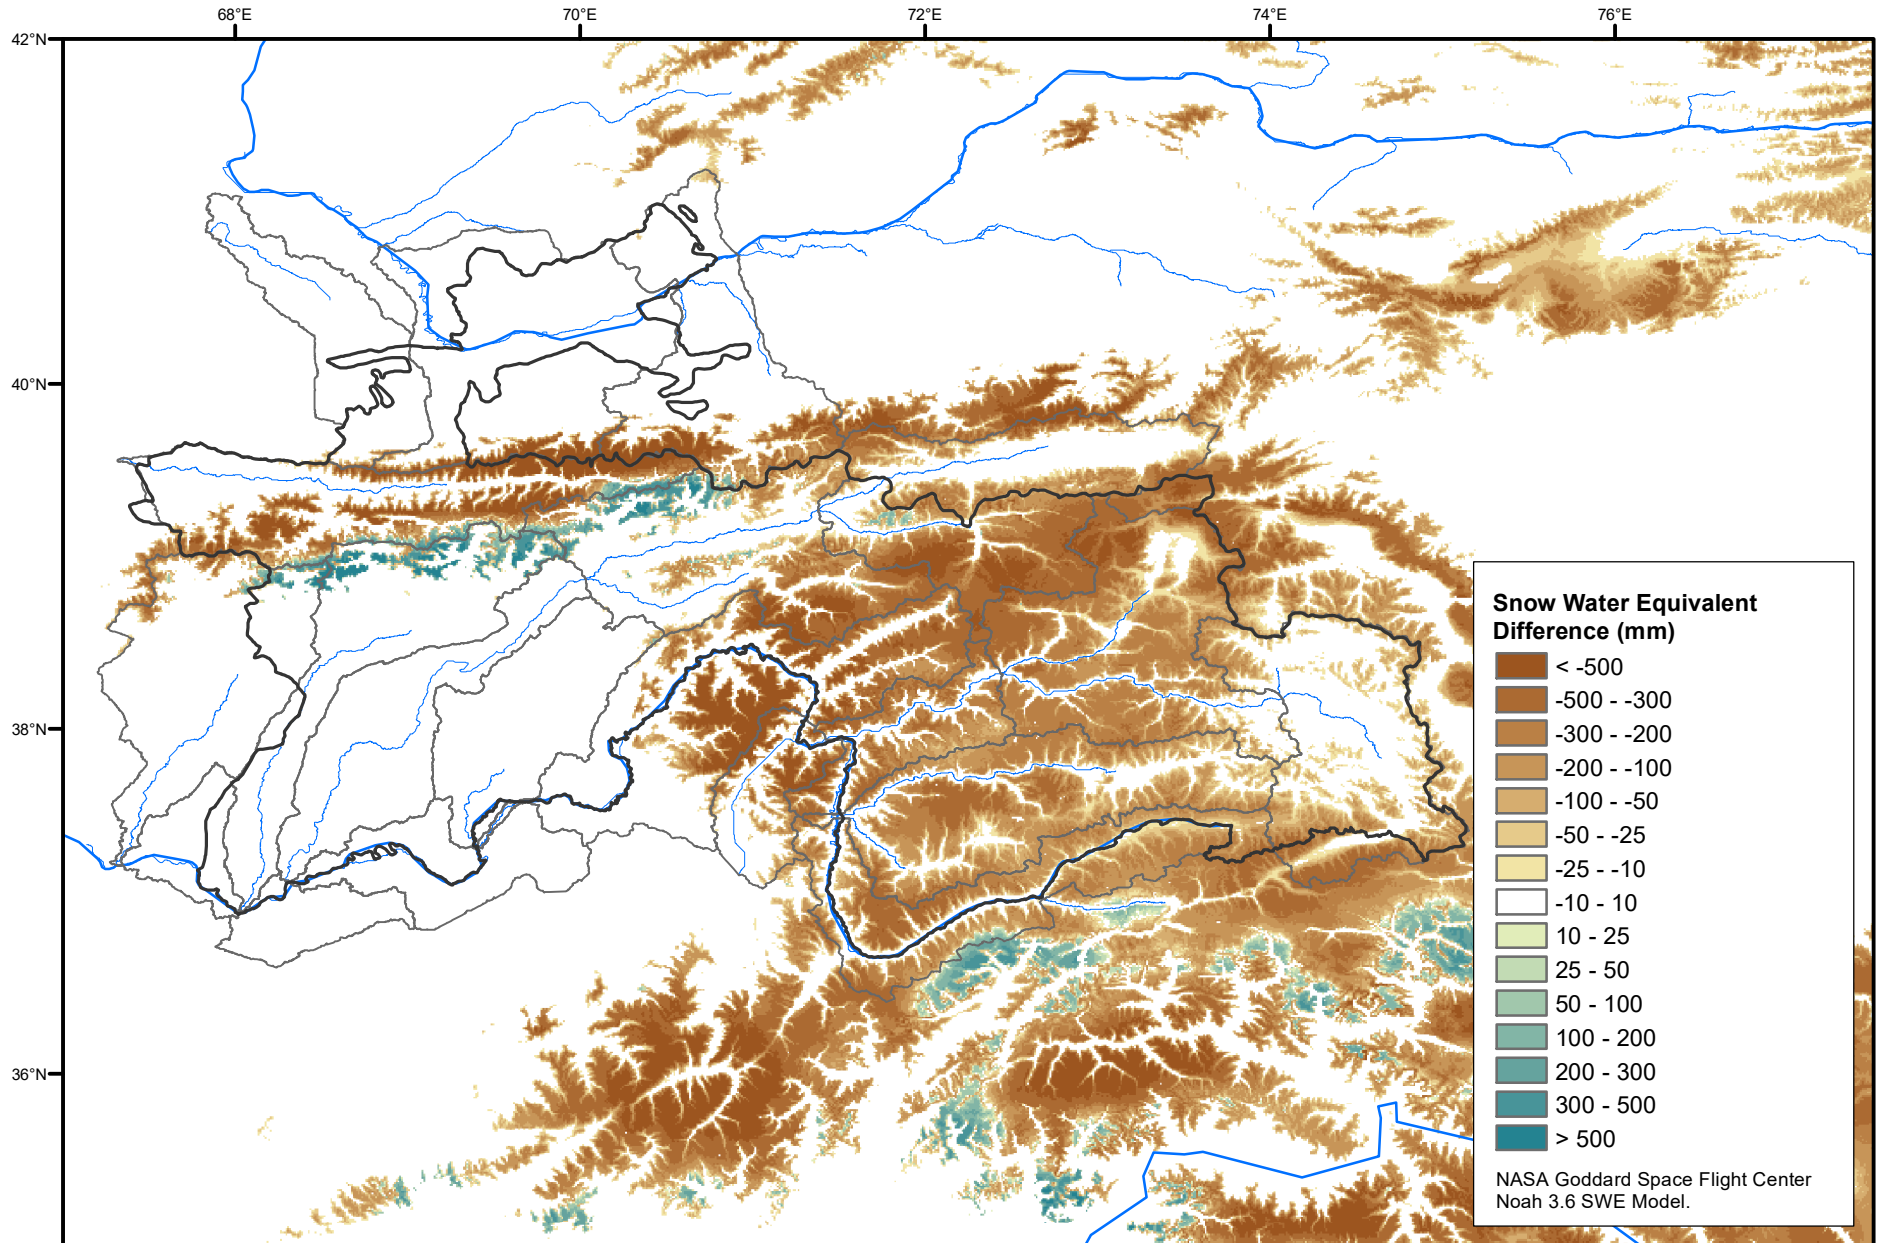 68°E
70°E
72°E
74°E
76°E
42°N
40°N
38°N
36°N
Snow Water Equivalent
Difference (mm)
< -500
-500 - -300
-300 - -200
-200 - -100
-100 - -50
-50 - -25
-25 - -10
-10 - 10
10 - 25
25 - 50
50 - 100
100 - 200
200 - 300
300 - 500
> 500
NASA Goddard Space Flight Center
Noah 3.6 SWE Model.